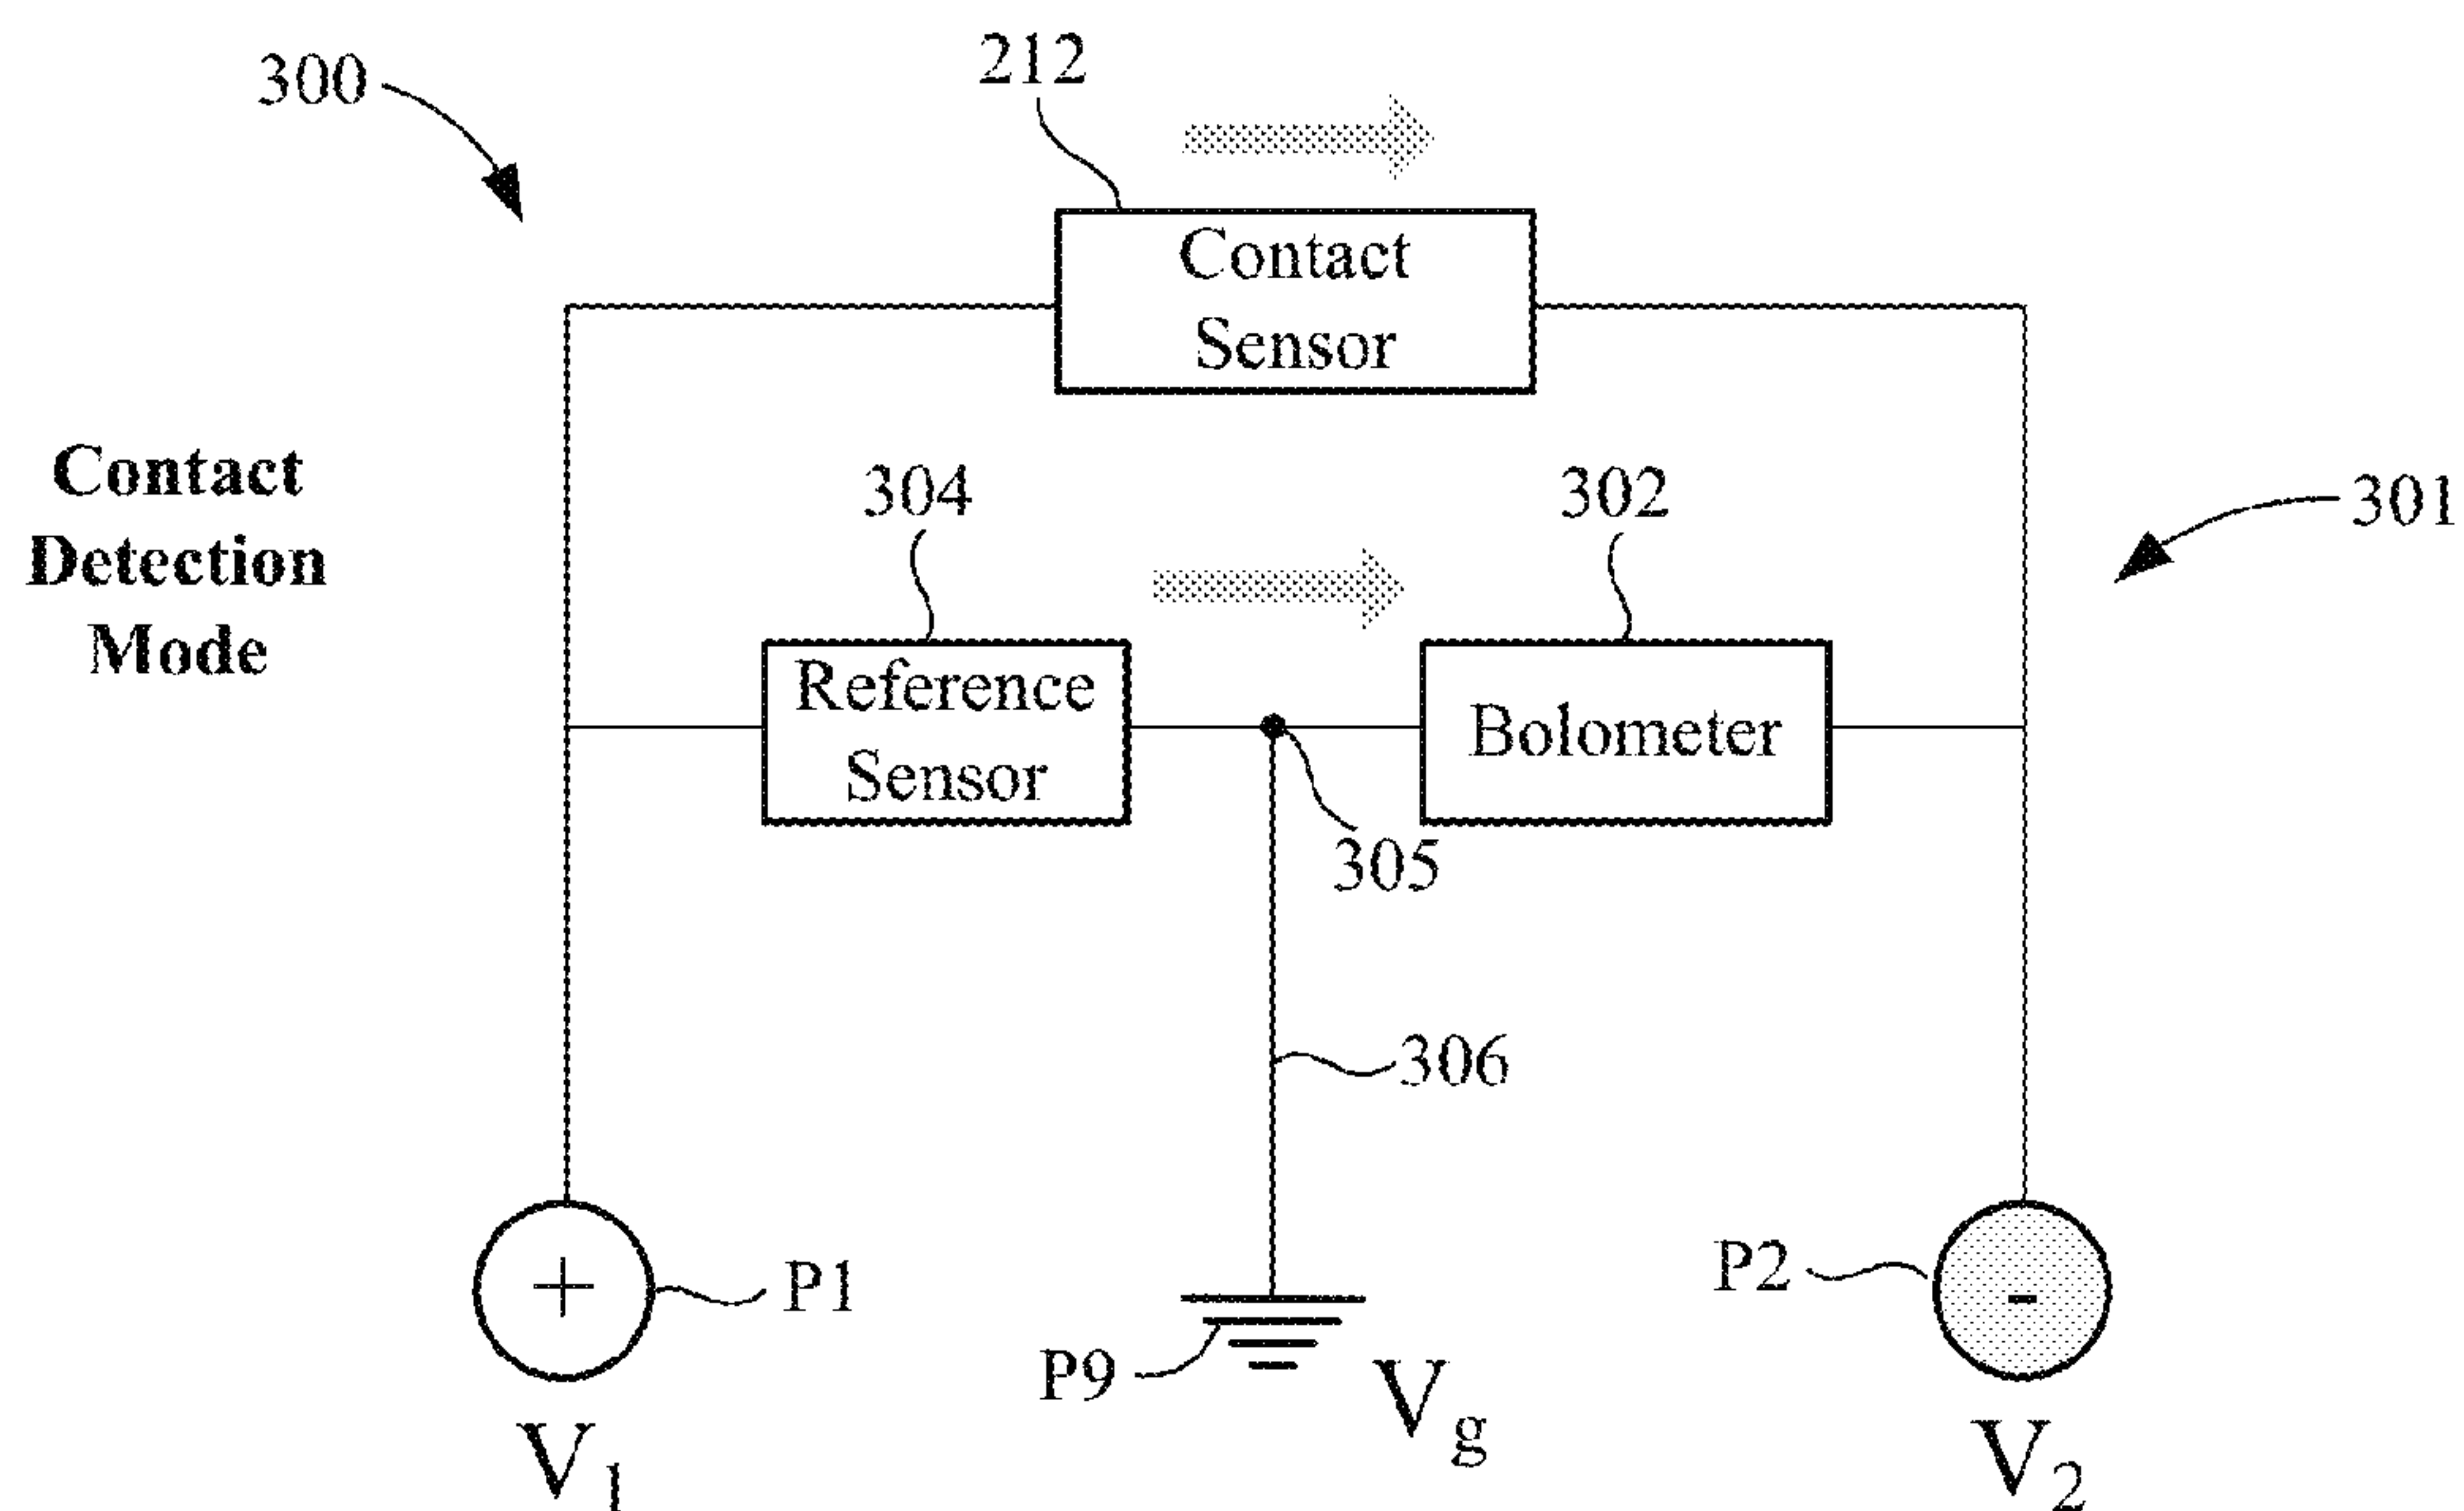 300
212
Contact
Sensor
Contact
Detection
Mode
304
302
301
Reference
Sensor
Bolometer
305
306
+
P1
P2
-
P9
V1
Vg
V2